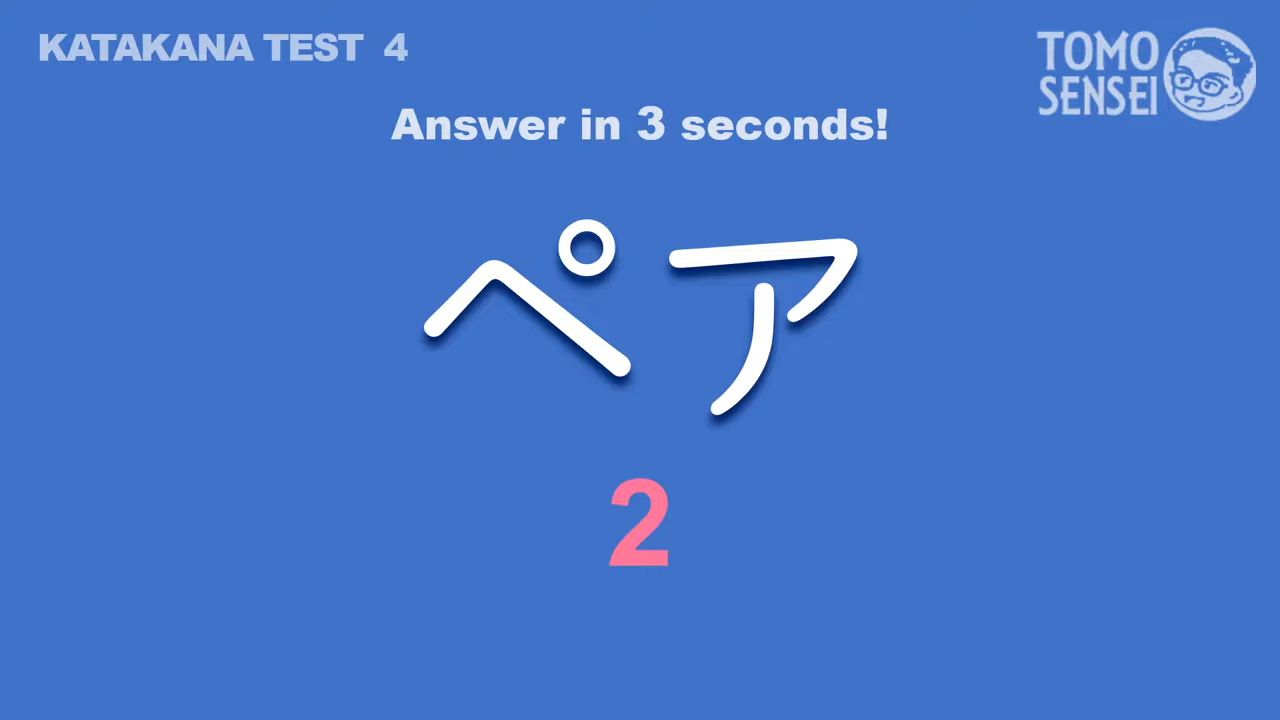 KATAKANA TEST 4
TOMO
SENSEI
Answer in 3 seconds!
ペア
2